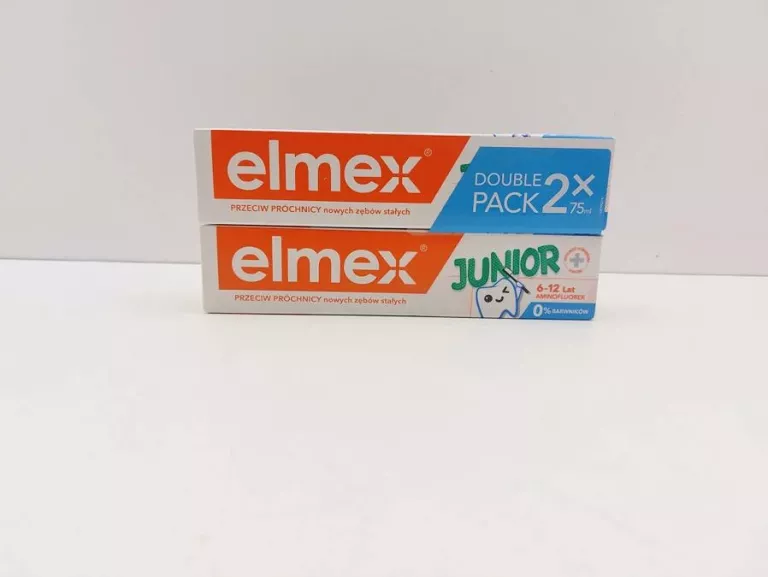 elmex®
DOUBLE
PACK 2x
75ml
PRZECIW PRÓCHNICY nowych zębów stałych
elmex®
JUNIOR
6-12 Lat
AMINOFLUOREK
PRZECIW PRÓCHNICY nowych zębów stałych
0% BARWNIKÓW